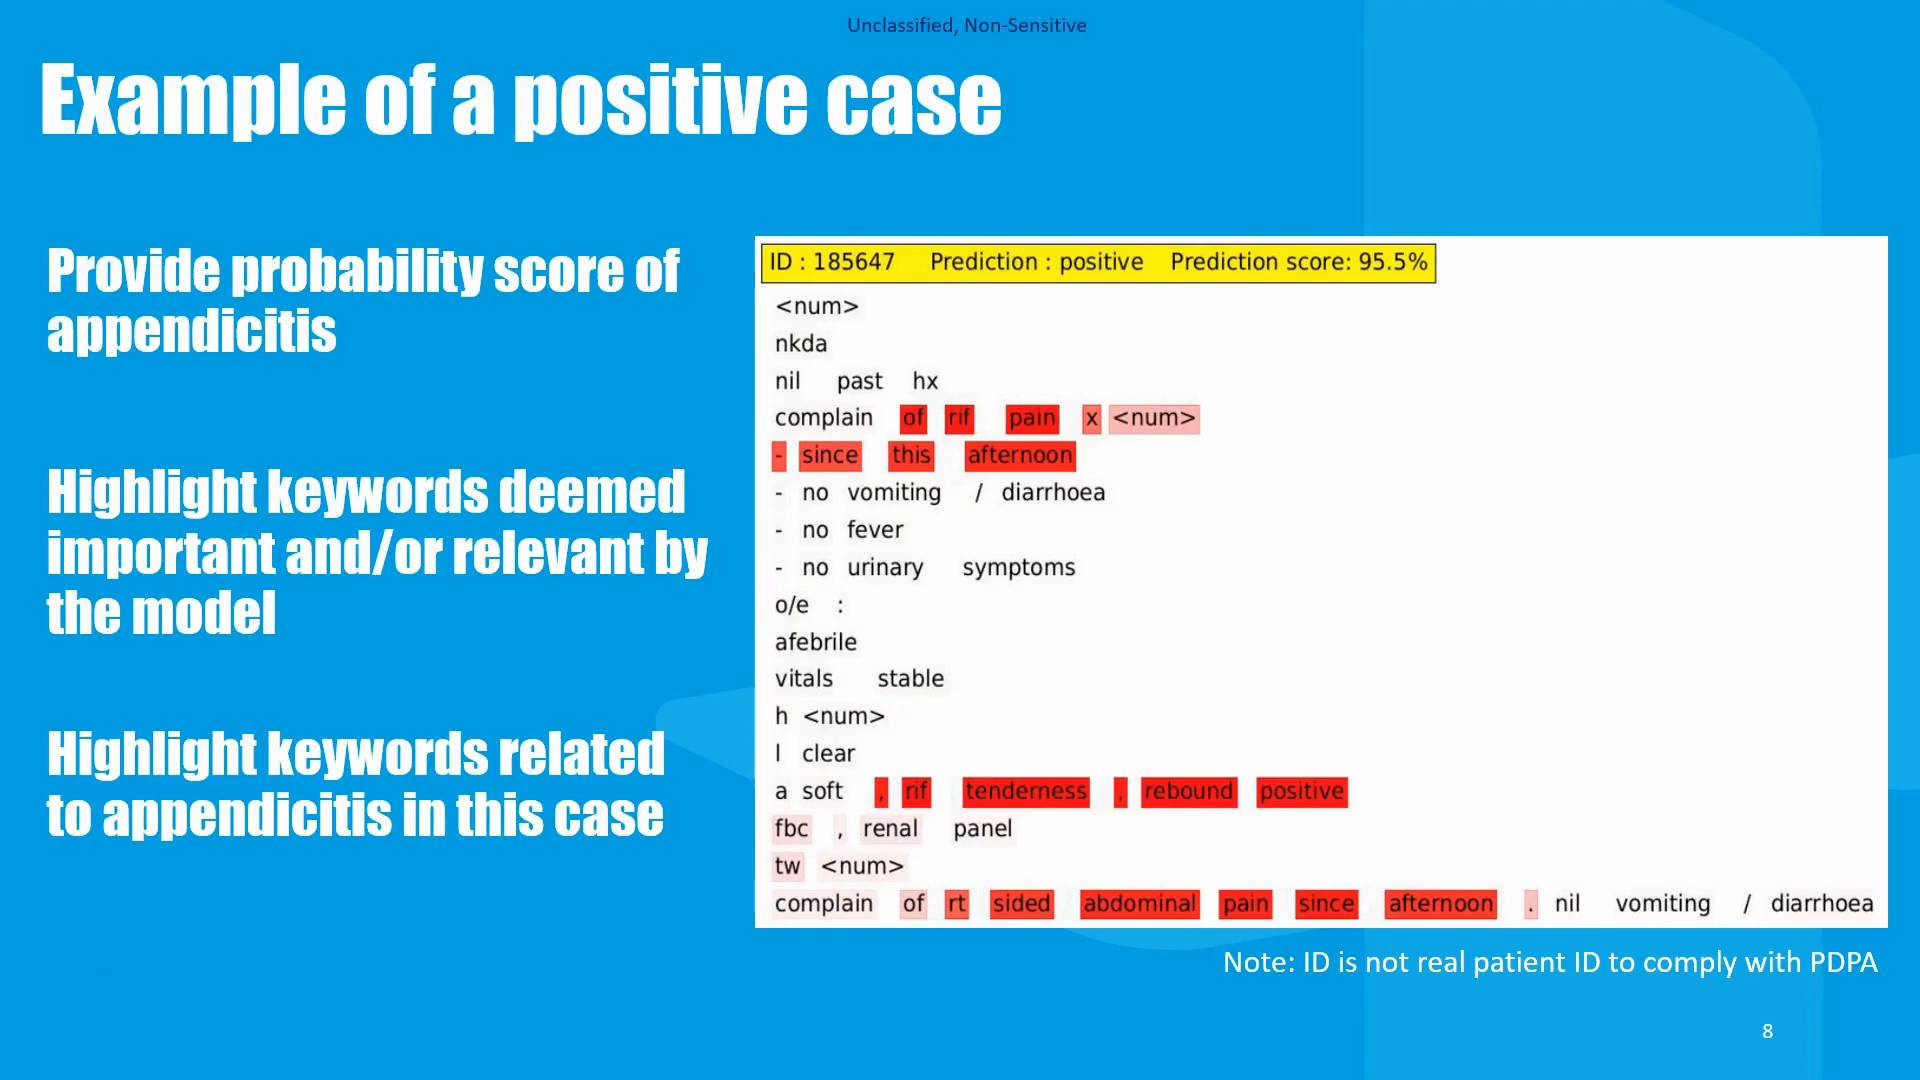 Unclassified, Non-Sensitive
Example of a positive case
Provide probability score of
appendicitis
Highlight keywords deemed
important and/or relevant by
the model
Highlight keywords related
to appendicitis in this case
ID : 185647 Prediction : positive Prediction score: 95.5%
<num>
nkda
nil past hx
complain of rif pain x <num>
- since this afternoon
- no vomiting / diarrhoea
- no fever
- no urinary symptoms
o/e :
afebrile
vitals stable
h <num>
l clear
a soft , rif tenderness , rebound positive
fbc , renal panel
tw <num>
complain of rt sided abdominal pain since afternoon . nil vomiting / diarrhoea
Note: ID is not real patient ID to comply with PDPA
8